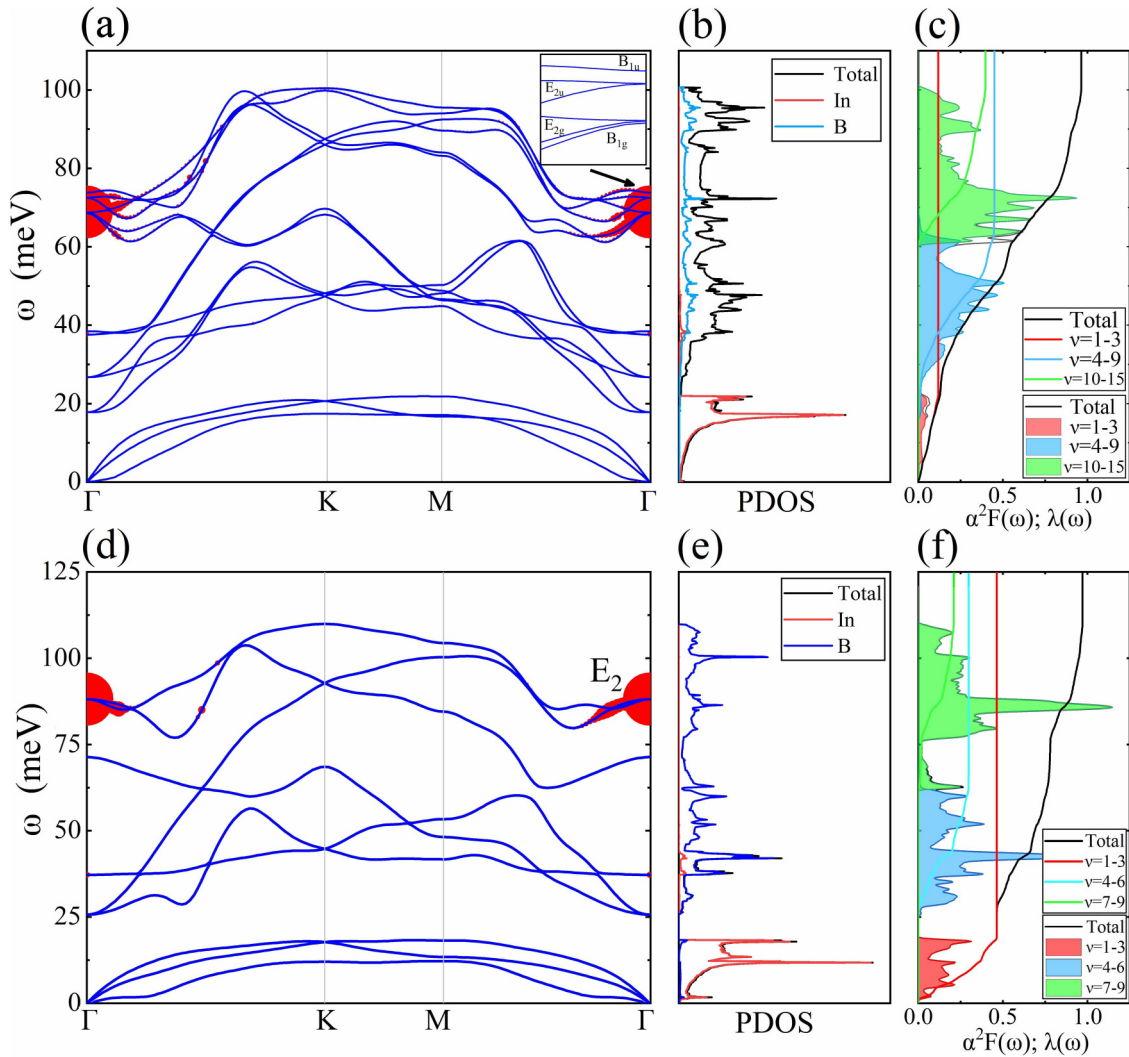 (a)
(b)
(c)
ω (meV)
100
80
60
40
20
0
Γ
K
M
Γ
B1u
E2u
E2g
B1g
Total
In
B
PDOS
Total
ν=1-3
ν=4-9
ν=10-15
Total
ν=1-3
ν=4-9
ν=10-15
0.0
0.5
1.0
α²F(ω); λ(ω)
(d)
(e)
(f)
ω (meV)
125
100
75
50
25
0
Γ
K
M
Γ
E2
Total
In
B
PDOS
Total
ν=1-3
ν=4-6
ν=7-9
Total
ν=1-3
ν=4-6
ν=7-9
0.0
0.5
1.0
α²F(ω); λ(ω)